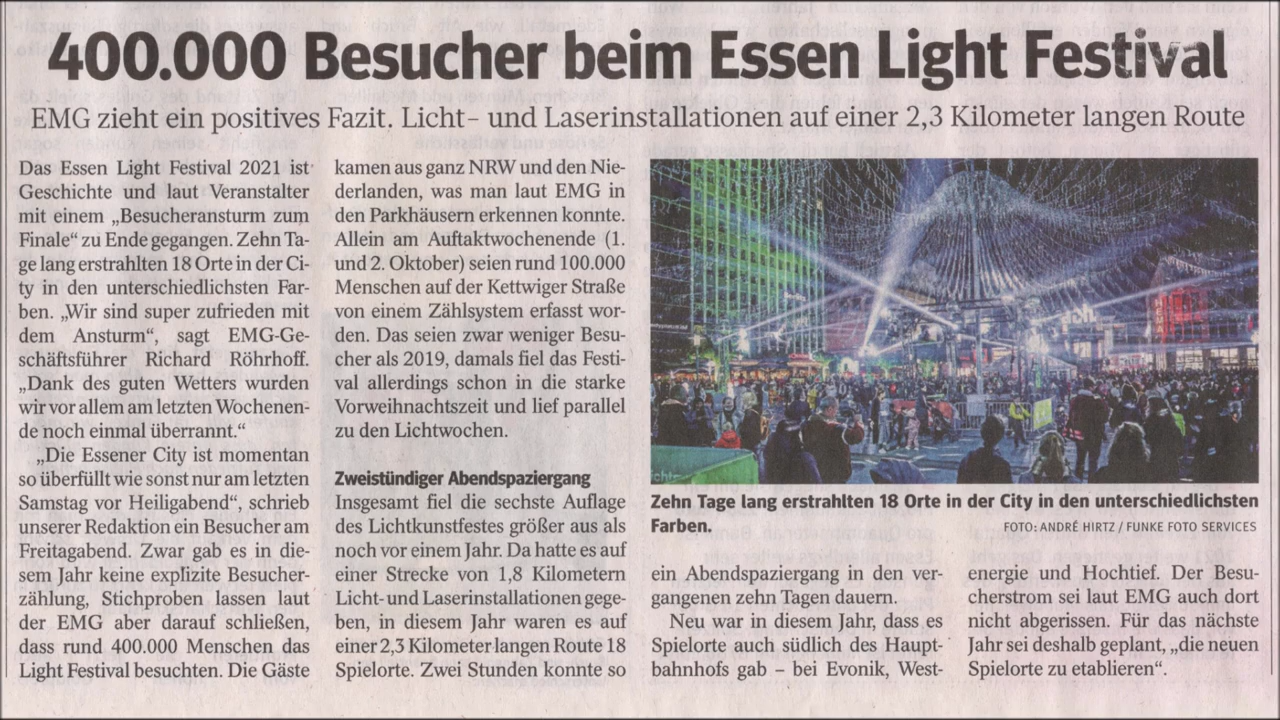 400.000 Besucher beim Essen Light Festival
EMG zieht ein positives Fazit. Licht- und Laserinstallationen auf einer 2,3 Kilometer langen Route
Das Essen Light Festival 2021 ist
Geschichte und laut Veranstalter
mit einem „Besucheransturm zum
Finale“ zu Ende gegangen. Zehn Ta-
ge lang erstrahlten 18 Orte in der Ci-
ty in den unterschiedlichsten Far-
ben. „Wir sind super zufrieden mit
dem Ansturm“, sagt EMG-Ge-
schäftsführer Richard Röhrhoff.
„Dank des guten Wetters wurden
wir vor allem am letzten Wochenen-
de noch einmal überrannt.“
„Die Essener City ist momentan
so überfüllt wie sonst nur am letzten
Samstag vor Heiligabend“, schrieb
unserer Redaktion ein Besucher am
Freitagabend. Zwar gab es in die-
sem Jahr keine explizite Besucher-
zählung, Stichproben lassen laut
der EMG aber darauf schließen,
dass rund 400.000 Menschen das
Light Festival besuchten. Die Gäste
kamen aus ganz NRW und den Nie-
derlanden, was man laut EMG in
den Parkhäusern erkennen konnte.
Allein am Auftaktwochenende (1.
und 2. Oktober) seien rund 100.000
Menschen auf der Kettwiger Straße
von einem Zählsystem erfasst wor-
den. Das seien zwar weniger Besu-
cher als 2019, damals fiel das Festi-
val allerdings schon in die starke
Vorweihnachtszeit und lief parallel
zu den Lichtwochen.
Zweistündiger Abendspaziergang
Insgesamt fiel die sechste Auflage
des Lichtkunstfestes größer aus als
noch vor einem Jahr. Da hatte es auf
einer Strecke von 1,8 Kilometern
Licht- und Laserinstallationen gege-
ben, in diesem Jahr waren es auf
einer 2,3 Kilometer langen Route 18
Spielorte. Zwei Stunden konnte so
Zehn Tage lang erstrahlten 18 Orte in der City in den unterschiedlichsten
Farben.
FOTO: ANDRÉ HIRTZ / FUNKE FOTO SERVICES
ein Abendspaziergang in den ver-
gangenen zehn Tagen dauern.
Neu war in diesem Jahr, dass es
Spielorte auch südlich des Haupt-
bahnhofs gab – bei Evonik, West-
energie und Hochtief. Der Besu-
cherstrom sei laut EMG auch dort
nicht abgerissen. Für das nächste
Jahr sei deshalb geplant, „die neuen
Spielorte zu etablieren“.